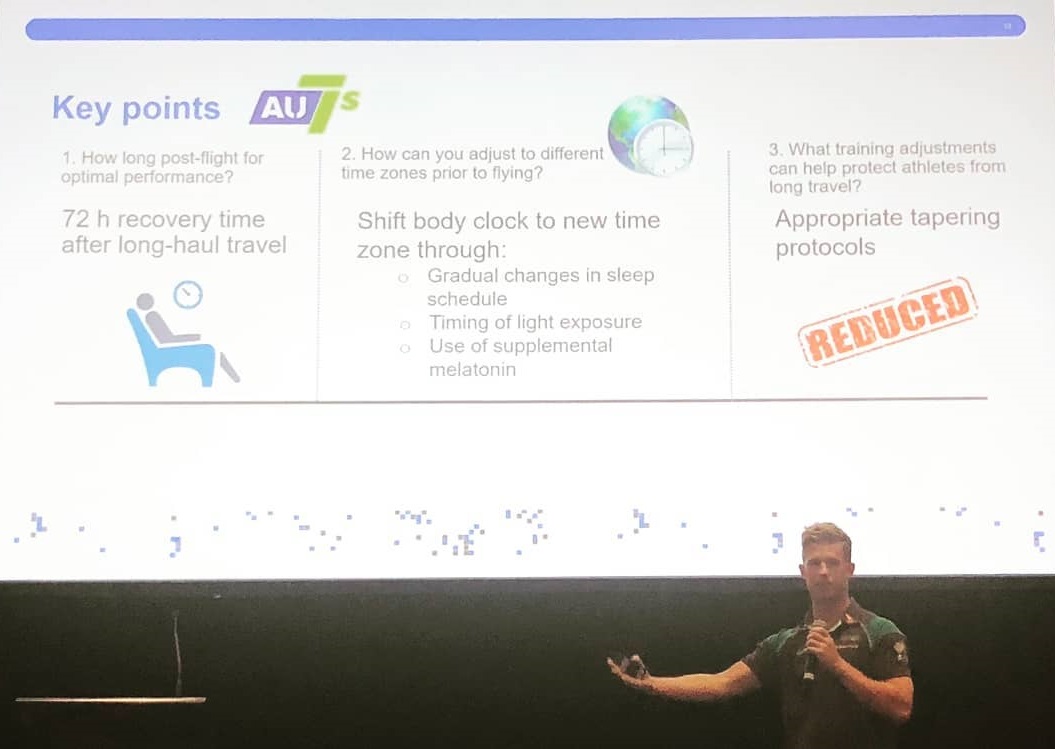 Key points
AU7s
1. How long post-flight for
optimal performance?
72 h recovery time
after long-haul travel
2. How can you adjust to different
time zones prior to flying?
Shift body clock to new time
zone through:
○ Gradual changes in sleep
schedule
○ Timing of light exposure
○ Use of supplemental
melatonin
3. What training adjustments
can help protect athletes from
long travel?
Appropriate tapering
protocols
REDUCED